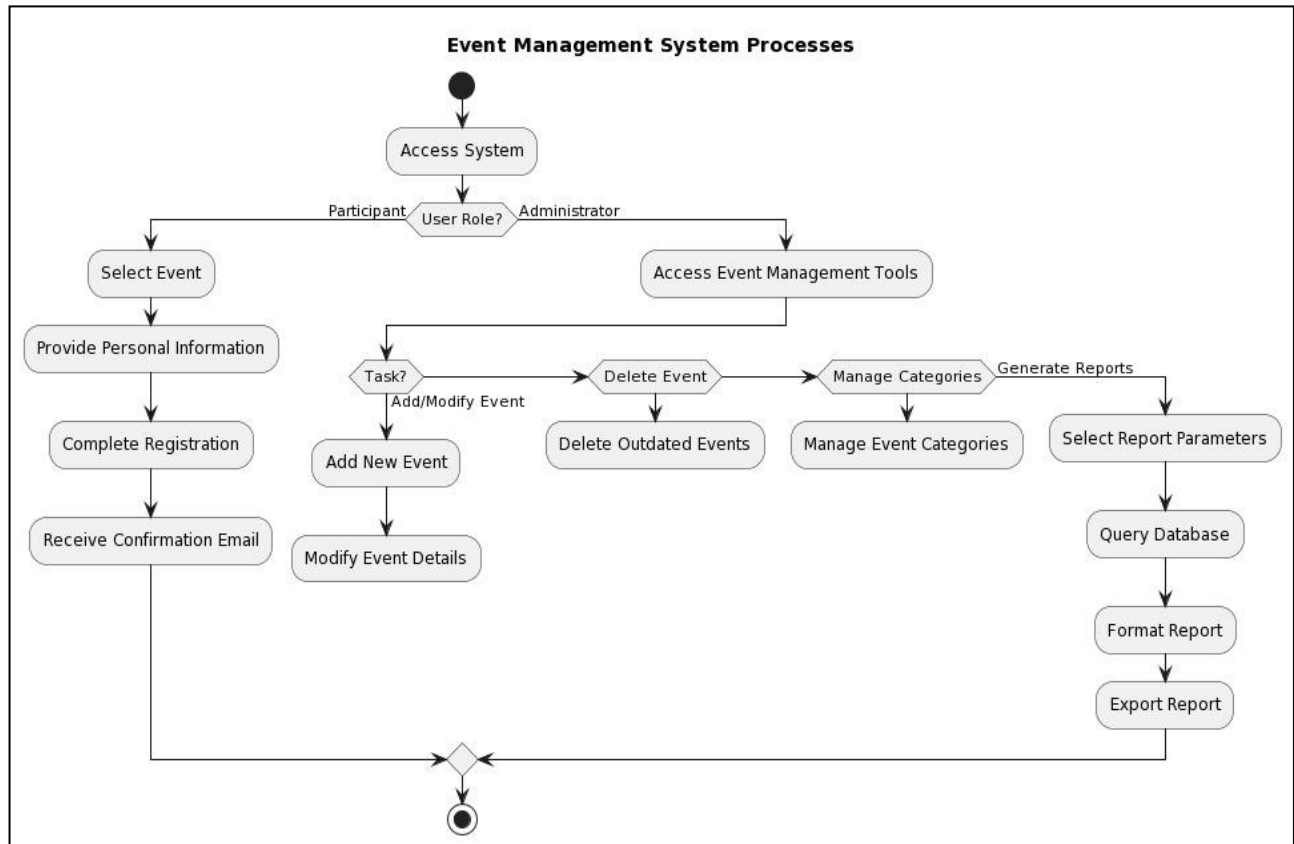 Event Management System Processes
Access System
Participant
User Role?
Administrator
Select Event
Access Event Management Tools
Provide Personal Information
Task?
Delete Event
Manage Categories
Generate Reports
Add/Modify Event
Complete Registration
Add New Event
Delete Outdated Events
Manage Event Categories
Select Report Parameters
Receive Confirmation Email
Modify Event Details
Query Database
Format Report
Export Report